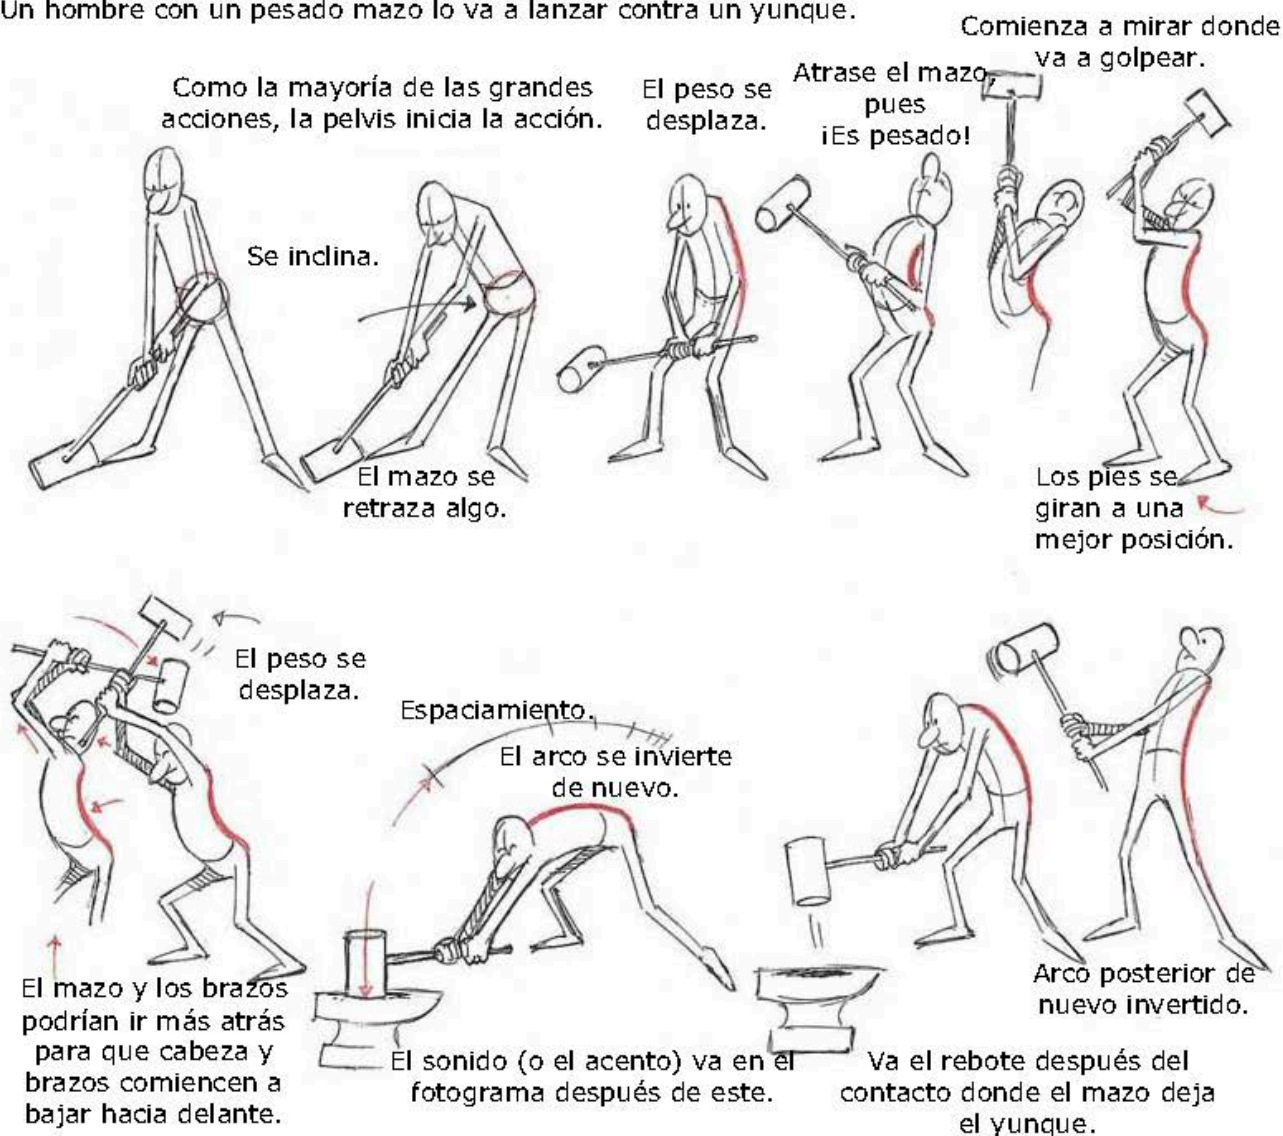 Un hombre con un pesado mazo lo va a lanzar contra un yunque.
Comienza a mirar donde
va a golpear.
Como la mayoría de las grandes
acciones, la pelvis inicia la acción.
El peso se
desplaza.
Atrase el mazo,
pues
¡Es pesado!
Se inclina.
El mazo se
retraza algo.
Los pies se
giran a una
mejor posición.
El peso se
desplaza.
Espaciamiento.
El arco se invierte
de nuevo.
El mazo y los brazos
podrían ir más atrás
para que cabeza y
brazos comiencen a
bajar hacia delante.
El sonido (o el acento) va en el
fotograma después de este.
Arco posterior de
nuevo invertido.
Va el rebote después del
contacto donde el mazo deja
el yunque.